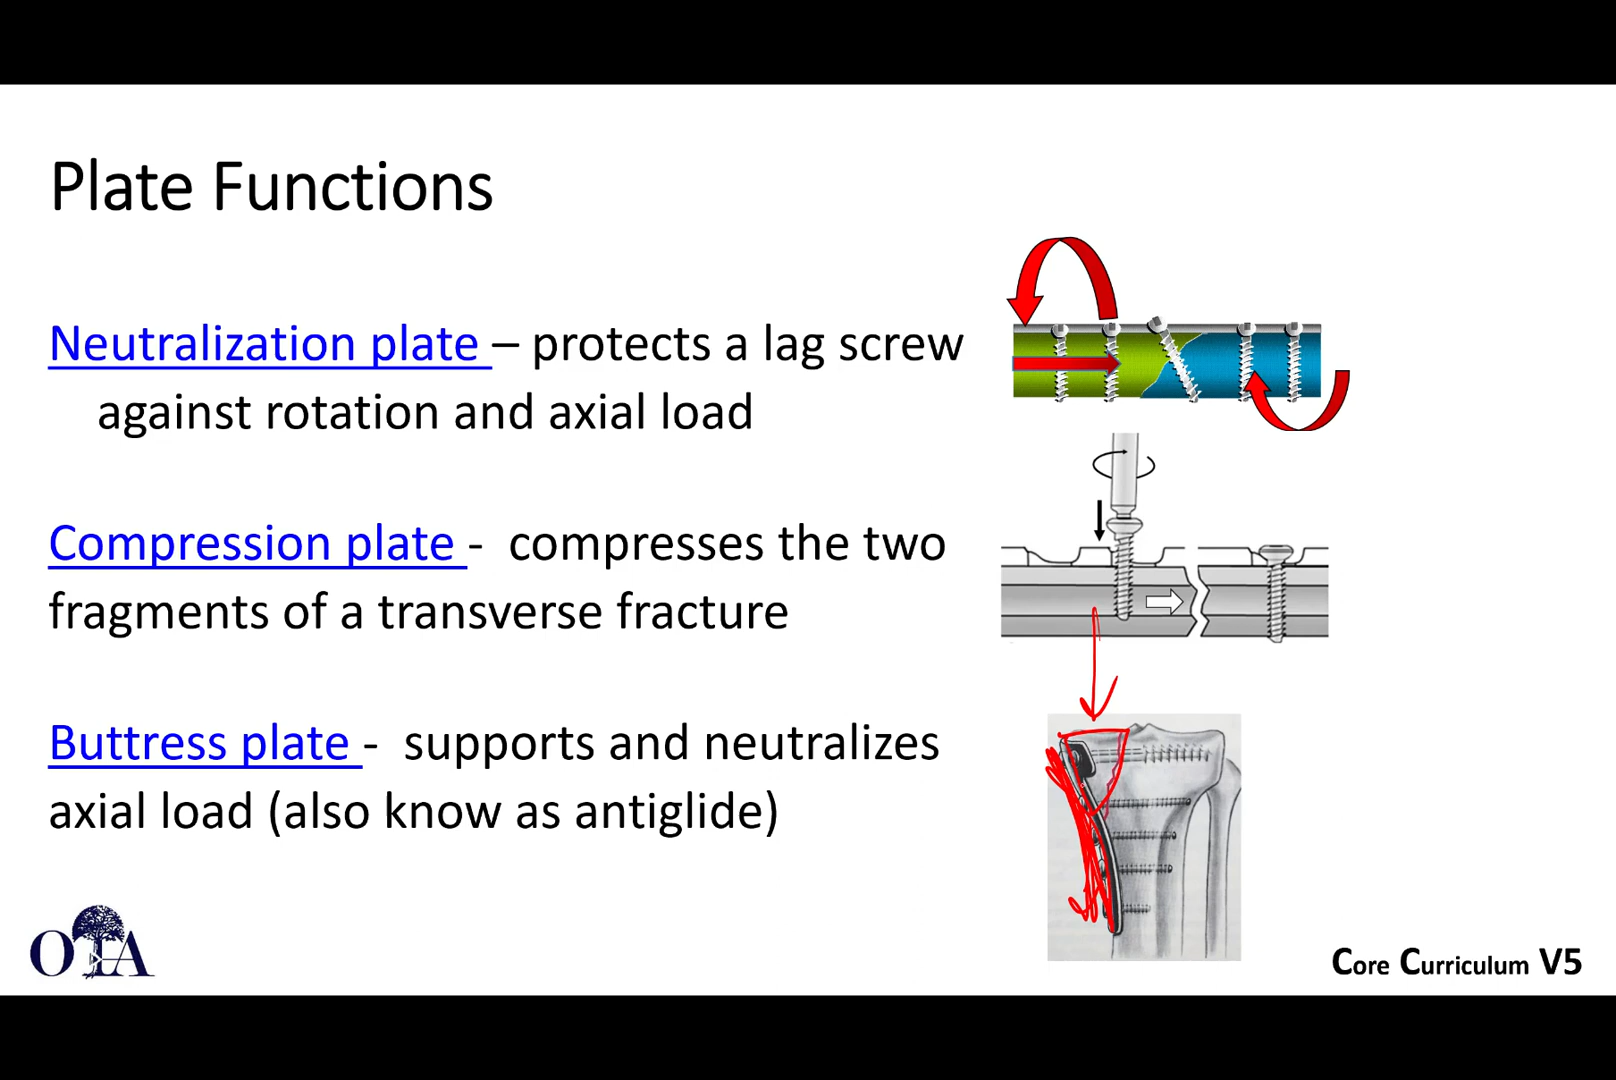 Plate Functions
Neutralization plate – protects a lag screw
against rotation and axial load
Compression plate - compresses the two
fragments of a transverse fracture
Buttress plate - supports and neutralizes
axial load (also know as antiglide)
OTA
Core Curriculum V5